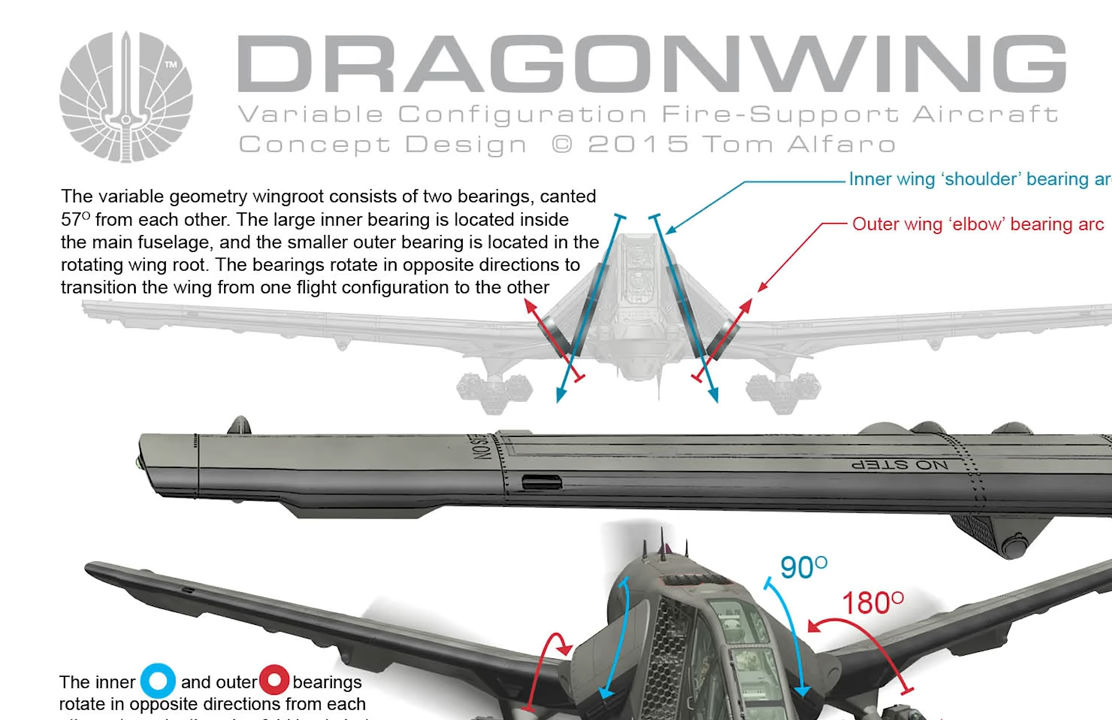 TM
DRAGONWING
Variable Configuration Fire-Support Aircraft
Concept Design © 2015 Tom Alfaro
Inner wing ‘shoulder’ bearing
The variable geometry wingroot consists of two bearings, canted
57O from each other. The large inner bearing is located inside
the main fuselage, and the smaller outer bearing is located in the
rotating wing root. The bearings rotate in opposite directions to
transition the wing from one flight configuration to the other
Outer wing ‘elbow’ bearing arc
NO STEP
90O
180O
The inner and outer bearings
rotate in opposite directions from each